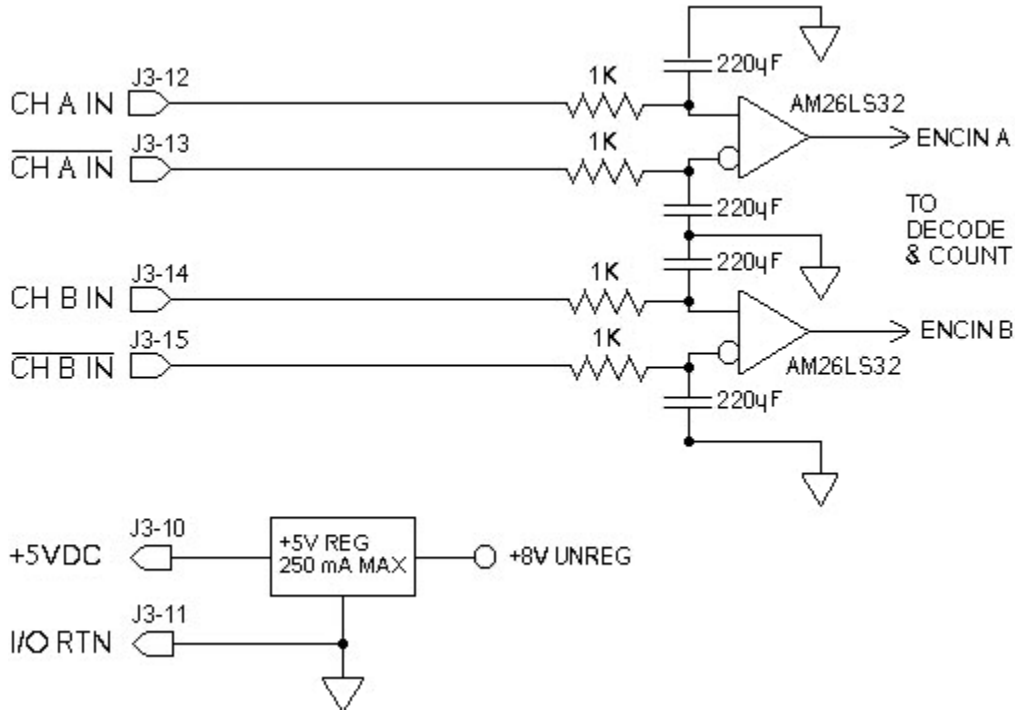 220µF
J3-12
1K
AM26LS32
CH A IN
ENCIN A
J3-13
1K
CH A IN
220µF
TO
DECODE
& COUNT
220µF
J3-14
1K
CH B IN
ENCIN B
J3-15
1K
CH B IN
AM26LS32
220µF
J3-10
+5VDC
+5V REG
250 mA MAX
+8V UNREG
J3-11
I/O RTN